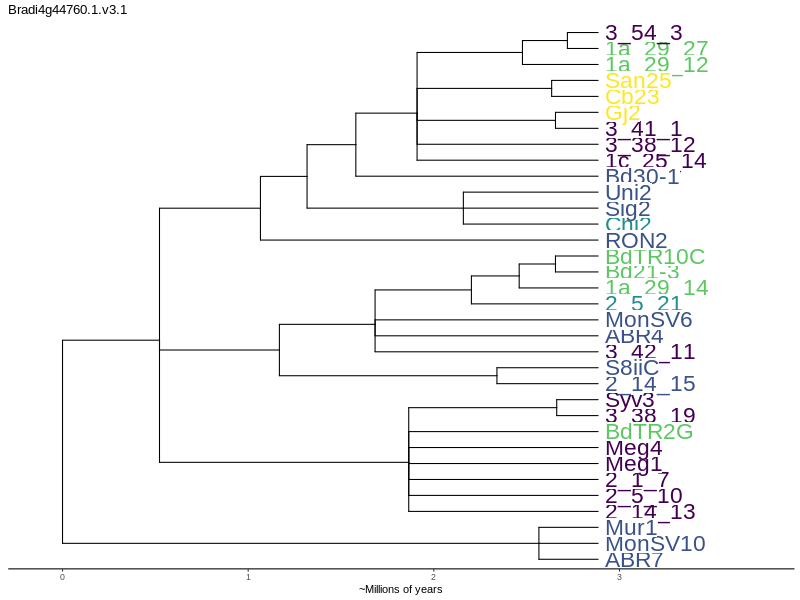 Bradi4g44760.1.v3.1
3_54_3
1a_29_27
1a_29_12
San25
Cb23
Gj2
3_41_1
3_38_12
1c_25_14
Bd30-1
Uni2
Sig2
Chi2
RON2
BdTR10C
Bd21-3
1a_29_14
2_5_21
MonSV6
ABR4
3_42_11
S8iiC
2_14_15
Syv3
3_38_19
BdTR2G
Meg4
Meg1
2_1_7
2_5_10
2_14_13
Mur1
MonSV10
ABR7
0 1 2 3
~Millions of years